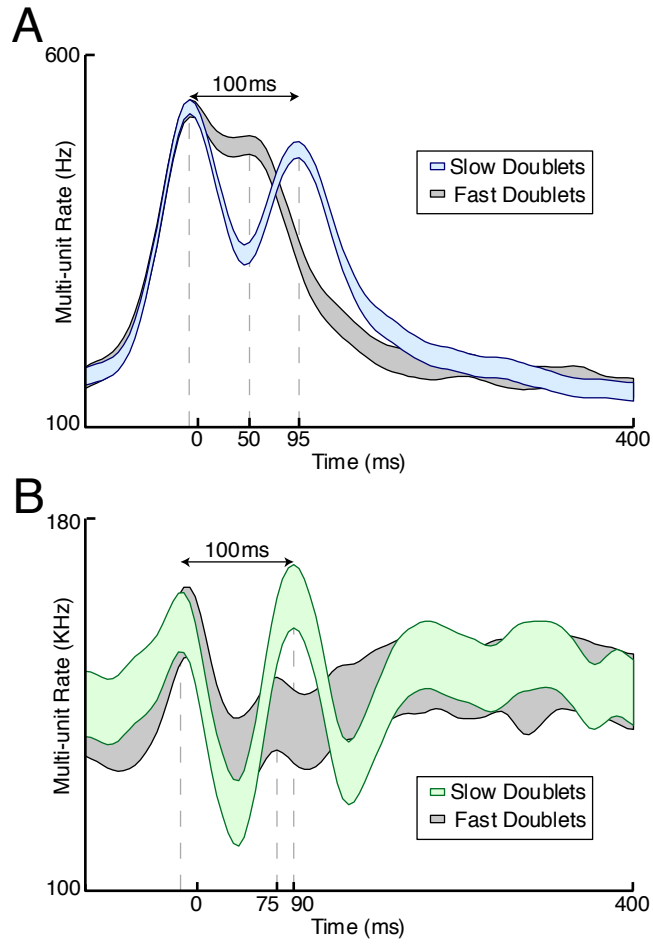 A
600
100ms
Slow Doublets
Fast Doublets
Multi-unit Rate (Hz)
100
0 50 95 400
Time (ms)
B
180
100ms
Multi-unit Rate (KHz)
Slow Doublets
Fast Doublets
100
0 75 90 400
Time (ms)